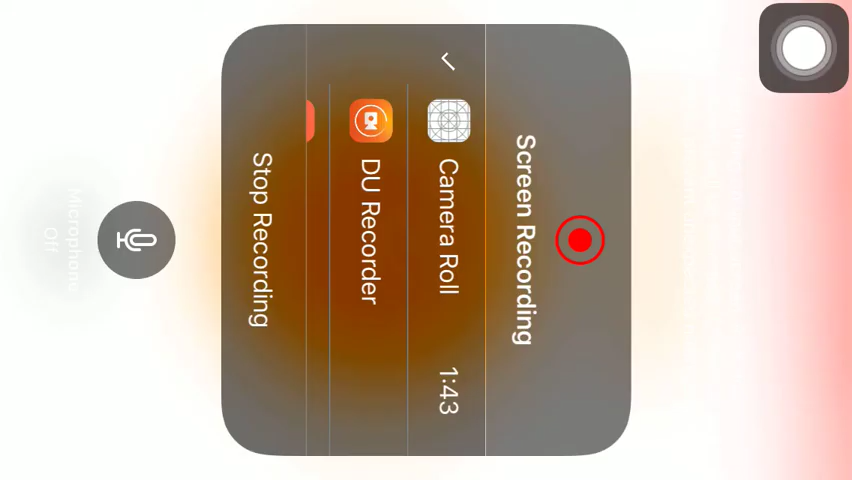 Screen Recording
Camera Roll 1:43
DU Recorder
Stop Recording
Microphone
Off